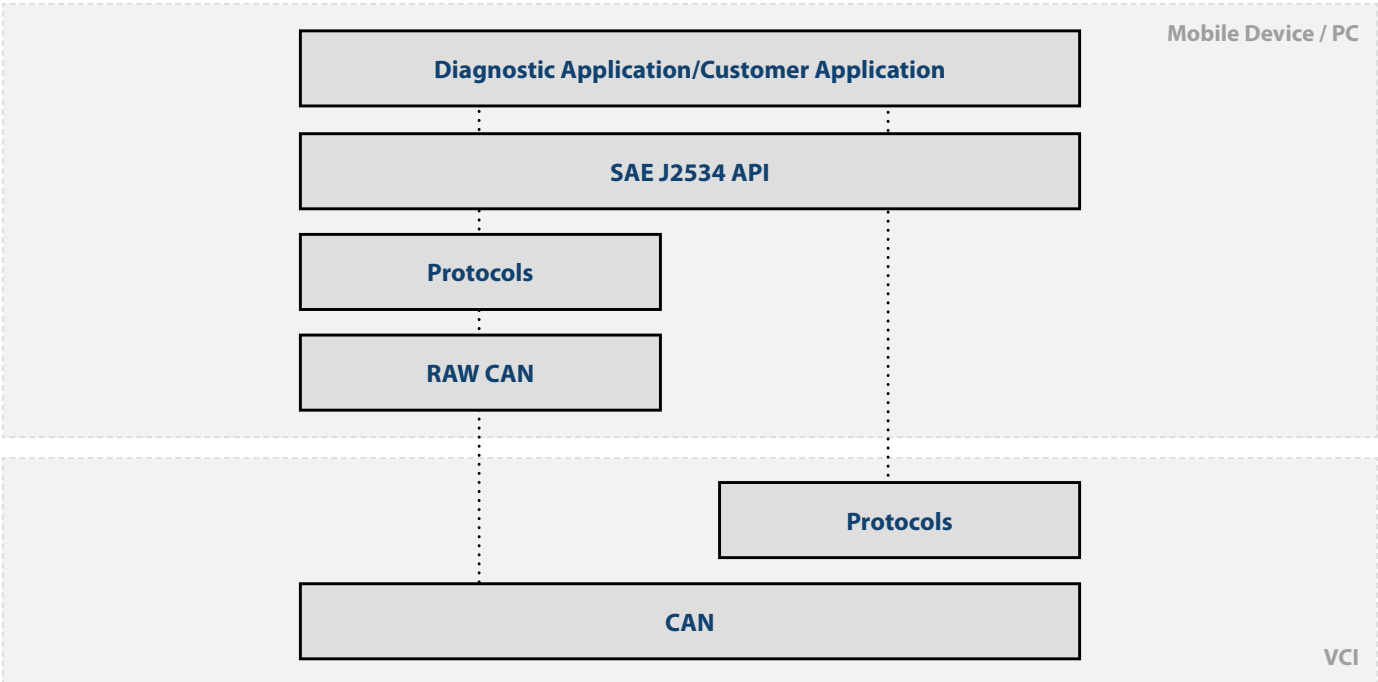 Mobile Device / PC
Diagnostic Application/Customer Application
SAE J2534 API
Protocols
RAW CAN
Protocols
CAN
VCI